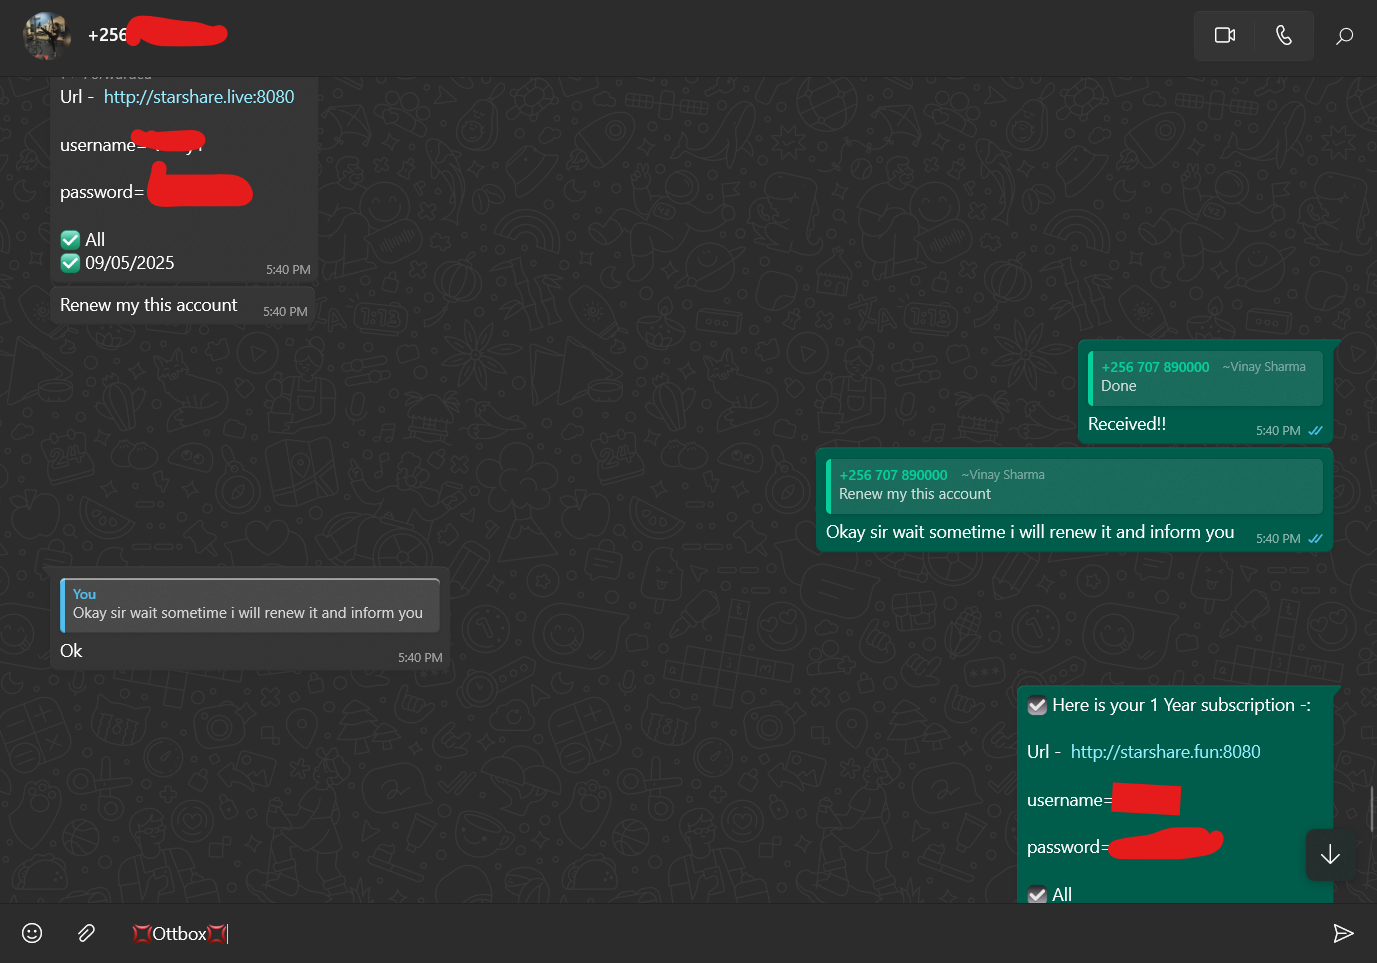 +256
Forwarded
Url - http://starshare.live:8080
username=
password=
✅ All
✅ 09/05/2025
5:40 PM
Renew my this account
5:40 PM
+256 707 890000 ~Vinay Sharma
Done
Received!!
5:40 PM
+256 707 890000 ~Vinay Sharma
Renew my this account
Okay sir wait sometime i will renew it and inform you
5:40 PM
You
Okay sir wait sometime i will renew it and inform you
Ok
5:40 PM
Here is your 1 Year subscription -:
Url - http://starshare.fun:8080
username=
password=
All
💢Ottbox💢